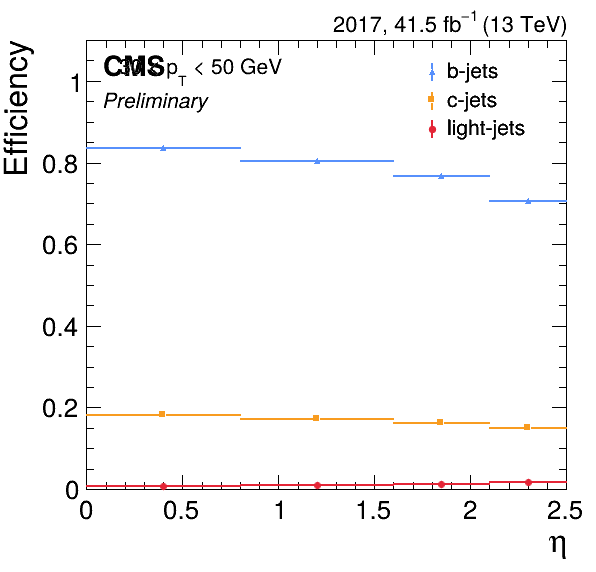 2017, 41.5 fb⁻¹ (13 TeV)
CMS
30 < p_T < 50 GeV
Preliminary
b-jets
c-jets
light-jets
Efficiency
1
0.8
0.6
0.4
0.2
0
0 0.5 1 1.5 2 2.5
η